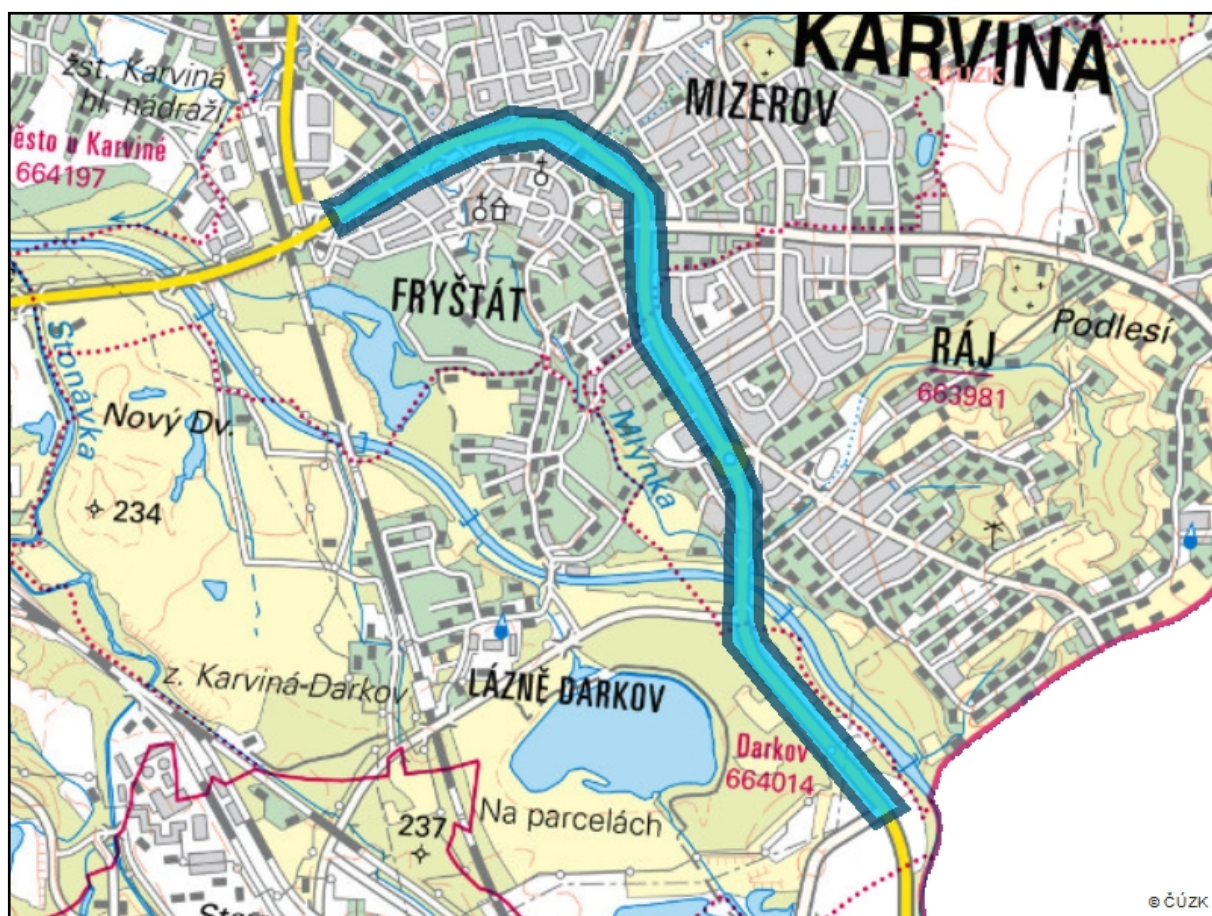 KARVINÁ
© ČÚZK
žst. Karviná
hl. nádraží
MIZEROV
ěsto u Karviné
664197
FRYŠTÁT
Podlesí
RÁJ
663981
Stonávka
Nový Dv.
234
Mlýnka
z. Karviná-Darkov
LÁZNĚ DARKOV
Darkov
664014
Na parcelách
237
© ČÚZK